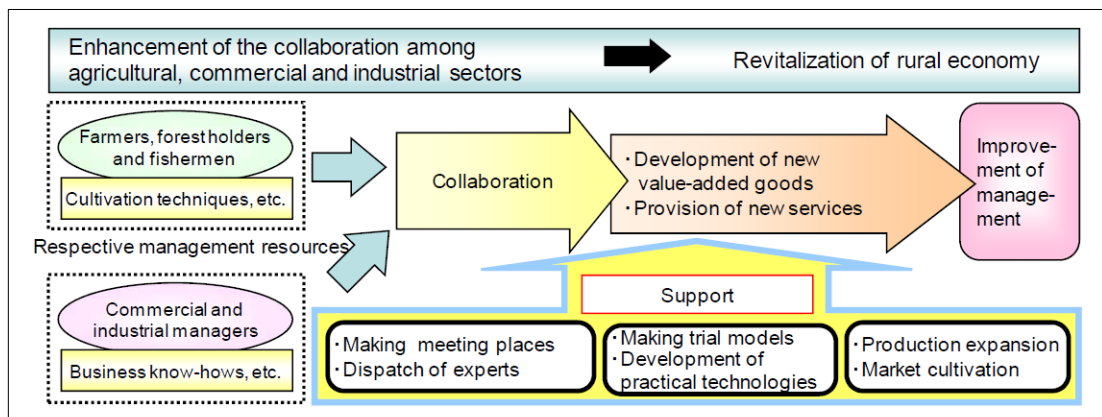 Enhancement of the collaboration among
agricultural, commercial and industrial sectors
Revitalization of rural economy
Farmers, forest holders
and fishermen
Cultivation techniques, etc.
Respective management resources
Commercial and
industrial managers
Business know-hows, etc.
Collaboration
・Development of new
value-added goods
・Provision of new services
Improve-
ment of
manage-
ment
Support
・Making meeting places
・Dispatch of experts
・Making trial models
・Development of
practical technologies
・Production expansion
・Market cultivation